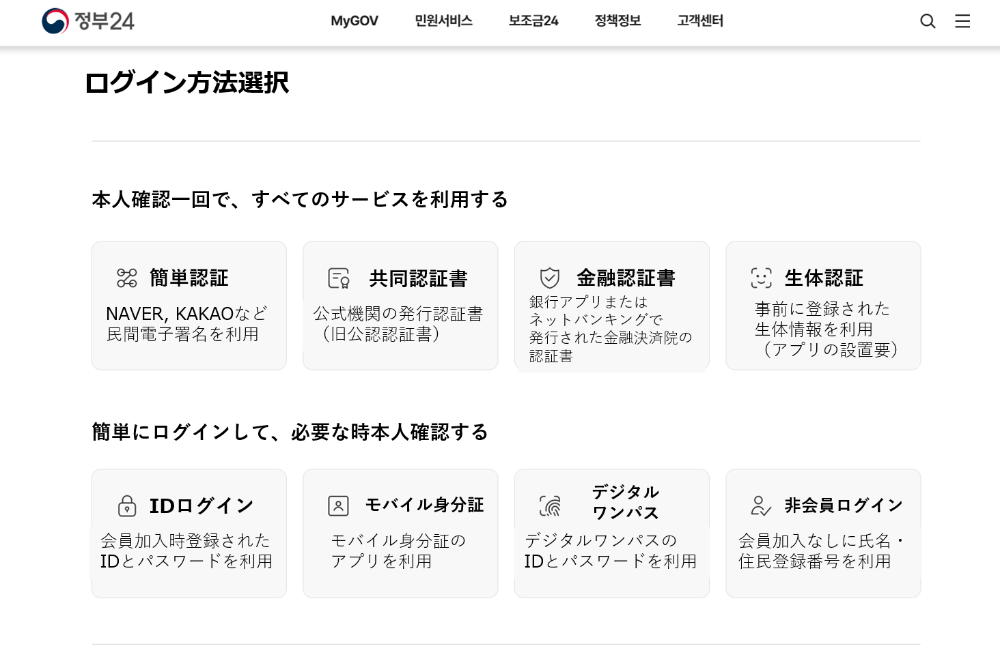 정부24
MyGOV 민원서비스 보조금24 정책정보 고객센터
ログイン方法選択
本人確認一回で、すべてのサービスを利用する
簡単認証
NAVER, KAKAOなど
民間電子署名を利用
共同認証書
公式機関の発行認証書
（旧公認認証書）
金融認証書
銀行アプリまたは
ネットバンキングで
発行された金融決済院の
認証書
生体認証
事前に登録された
生体情報を利用
（アプリの設置要）
簡単にログインして、必要な時本人確認する
IDログイン
会員加入時登録された
IDとパスワードを利用
モバイル身分証
モバイル身分証の
アプリを利用
デジタル
ワンパス
デジタルワンパスの
IDとパスワードを利用
非会員ログイン
会員加入なしに氏名・
住民登録番号を利用